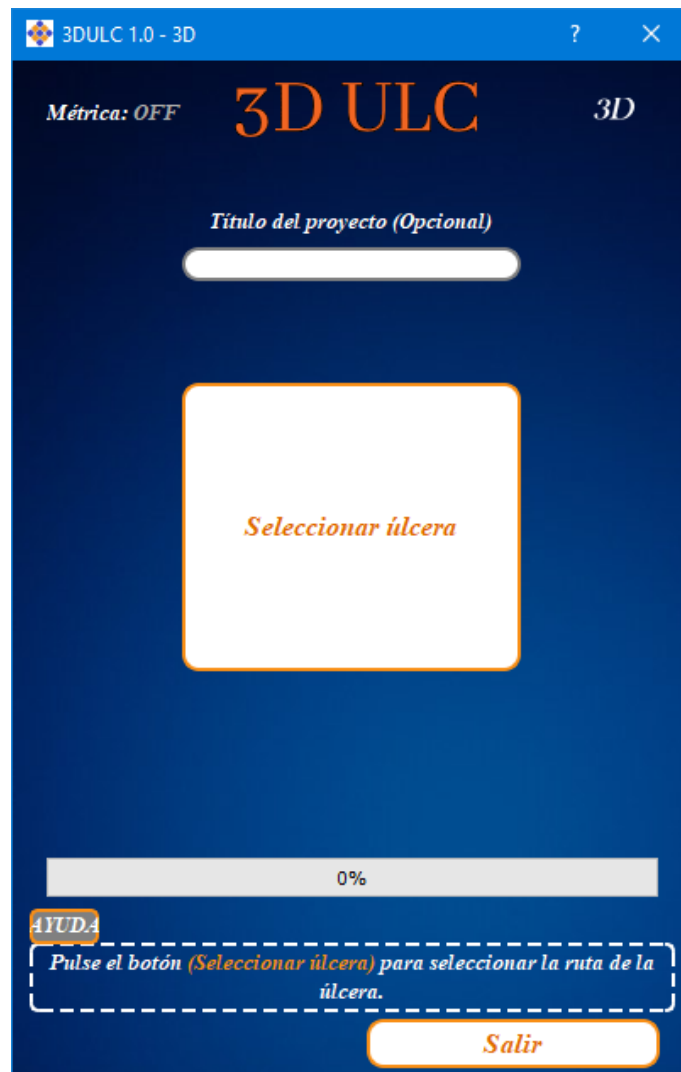 3DULC 1.0 - 3D ?
Métrica: OFF 3D ULC 3D
Título del proyecto (Opcional)
Seleccionar úlcera
0%
AYUDA
Pulse el botón (Seleccionar úlcera) para seleccionar la ruta de la
úlcera.
Salir